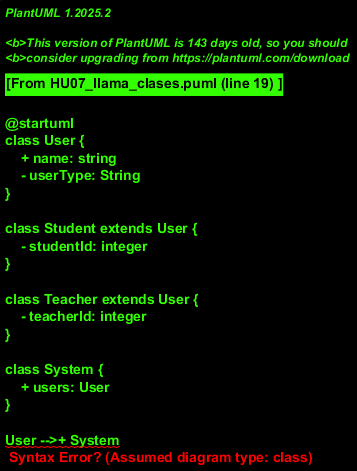 PlantUML 1.2025.2
<b>This version of PlantUML is 143 days old, so you should
<b>consider upgrading from https://plantuml.com/download
[From HU07_llama_clases.puml (line 19) ]
@startuml
class User {
+ name: string
- userType: String
}
class Student extends User {
- studentId: integer
}
class Teacher extends User {
- teacherId: integer
}
class System {
+ users: User
}
User -->+ System
Syntax Error? (Assumed diagram type: class)